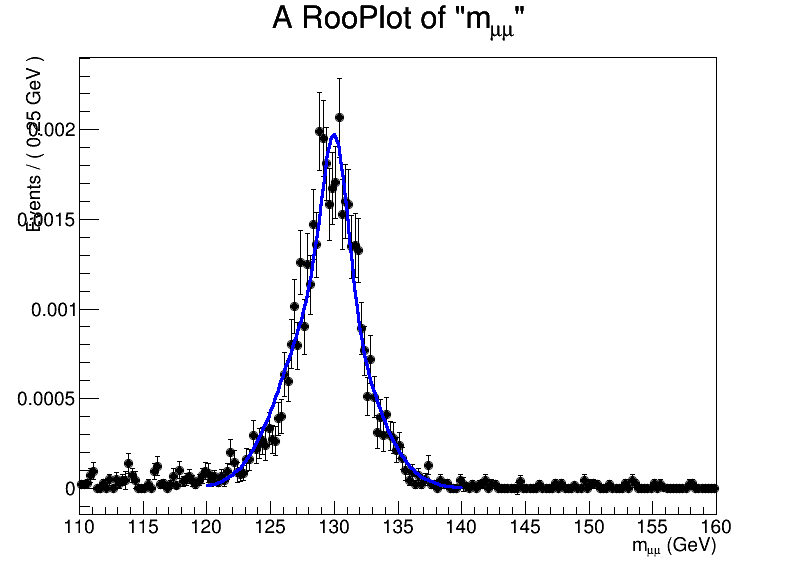 A RooPlot of "mμμ"
Events / ( 0.25 GeV )
0.002
0.0015
0.001
0.0005
0
110 115 120 125 130 135 140 145 150 155 160
mμμ (GeV)